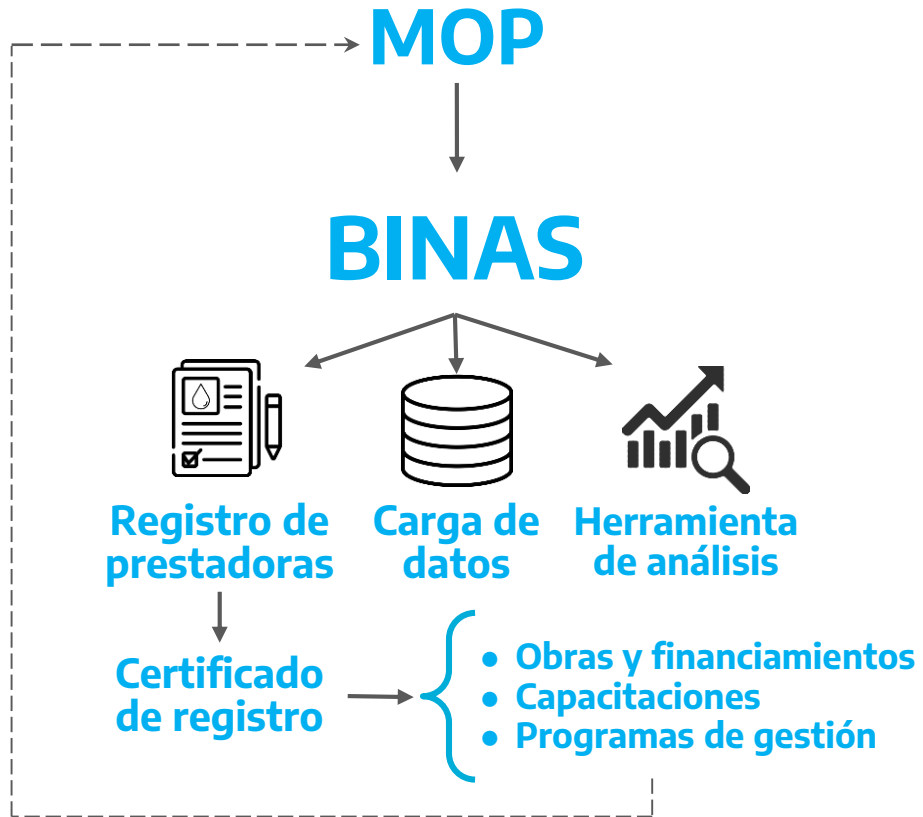 MOP
BINAS
Registro de
prestadoras
Carga de
datos
Herramienta
de análisis
Certificado
de registro
• Obras y financiamientos
• Capacitaciones
• Programas de gestión